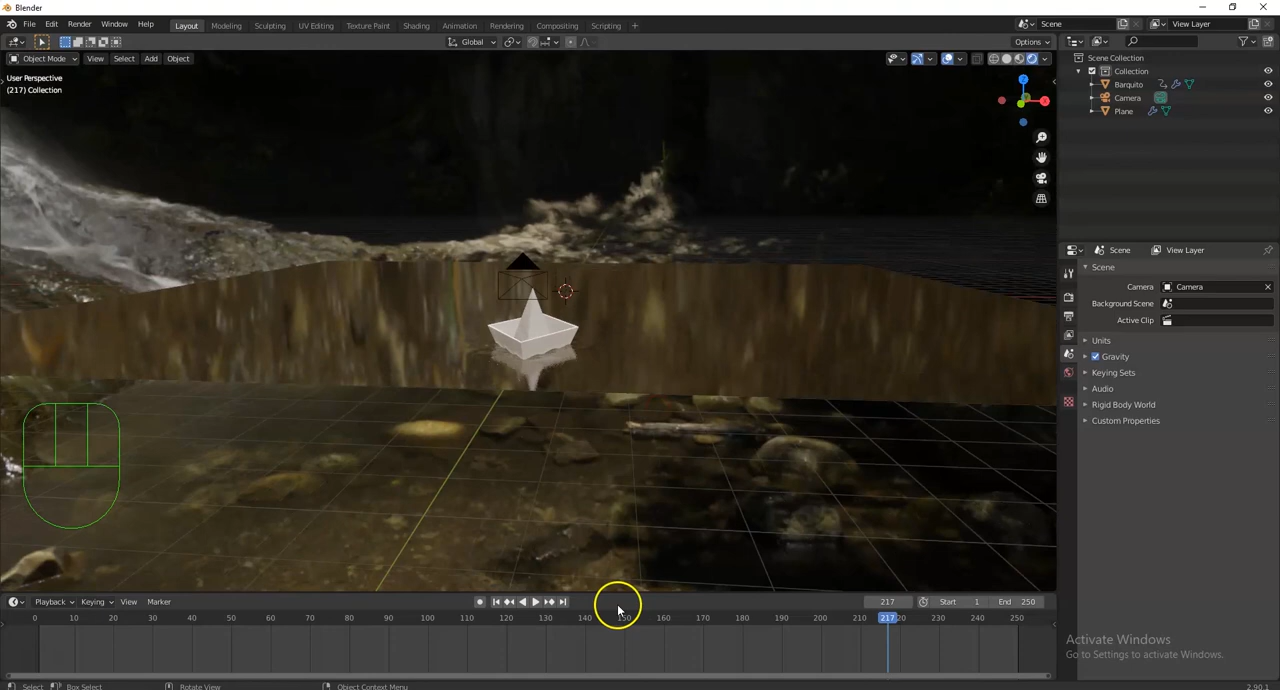 Blender
File Edit Render Window Help Layout Modeling Sculpting UV Editing Texture Paint Shading Animation Rendering Compositing Scripting + Scene View Layer
Global Options
Object Mode View Select Add Object
User Perspective
(217) Collection
Z
X
Scene Collection
Collection
Barquito
Camera
Plane
Scene View Layer
Scene
Camera Camera
Background Scene
Active Clip
Units
Gravity
Keying Sets
Audio
Rigid Body World
Custom Properties
Playback Keying View Marker 217 Start 1 End 250
0 10 20 30 40 50 60 70 80 90 100 110 120 130 140 150 160 170 180 190 200 210 217 220 230 240 250
Activate Windows
Go to Settings to activate Windows.
Select Box Select Rotate View Object Context Menu 2.90.1